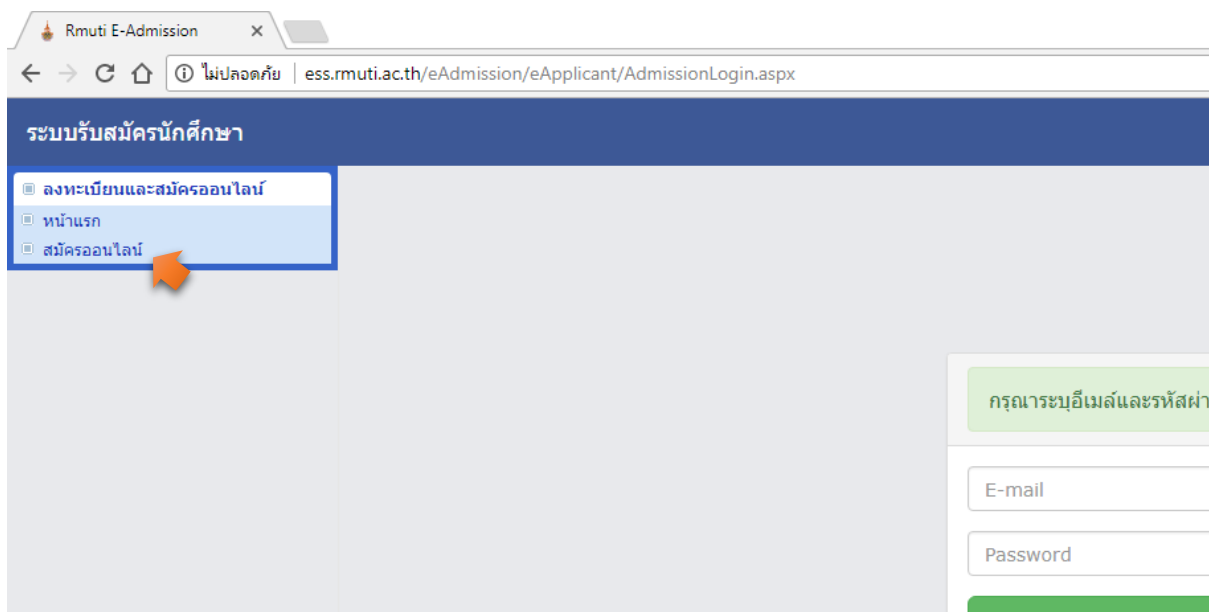 Rmuti E-Admission
ไม่ปลอดภัย ess.rmuti.ac.th/eAdmission/eApplicant/AdmissionLogin.aspx
ระบบรับสมัครนักศึกษา
ลงทะเบียนและสมัครออนไลน์
หน้าแรก
สมัครออนไลน์
กรุณาระบุอีเมล์และรหัสผ่า
E-mail
Password